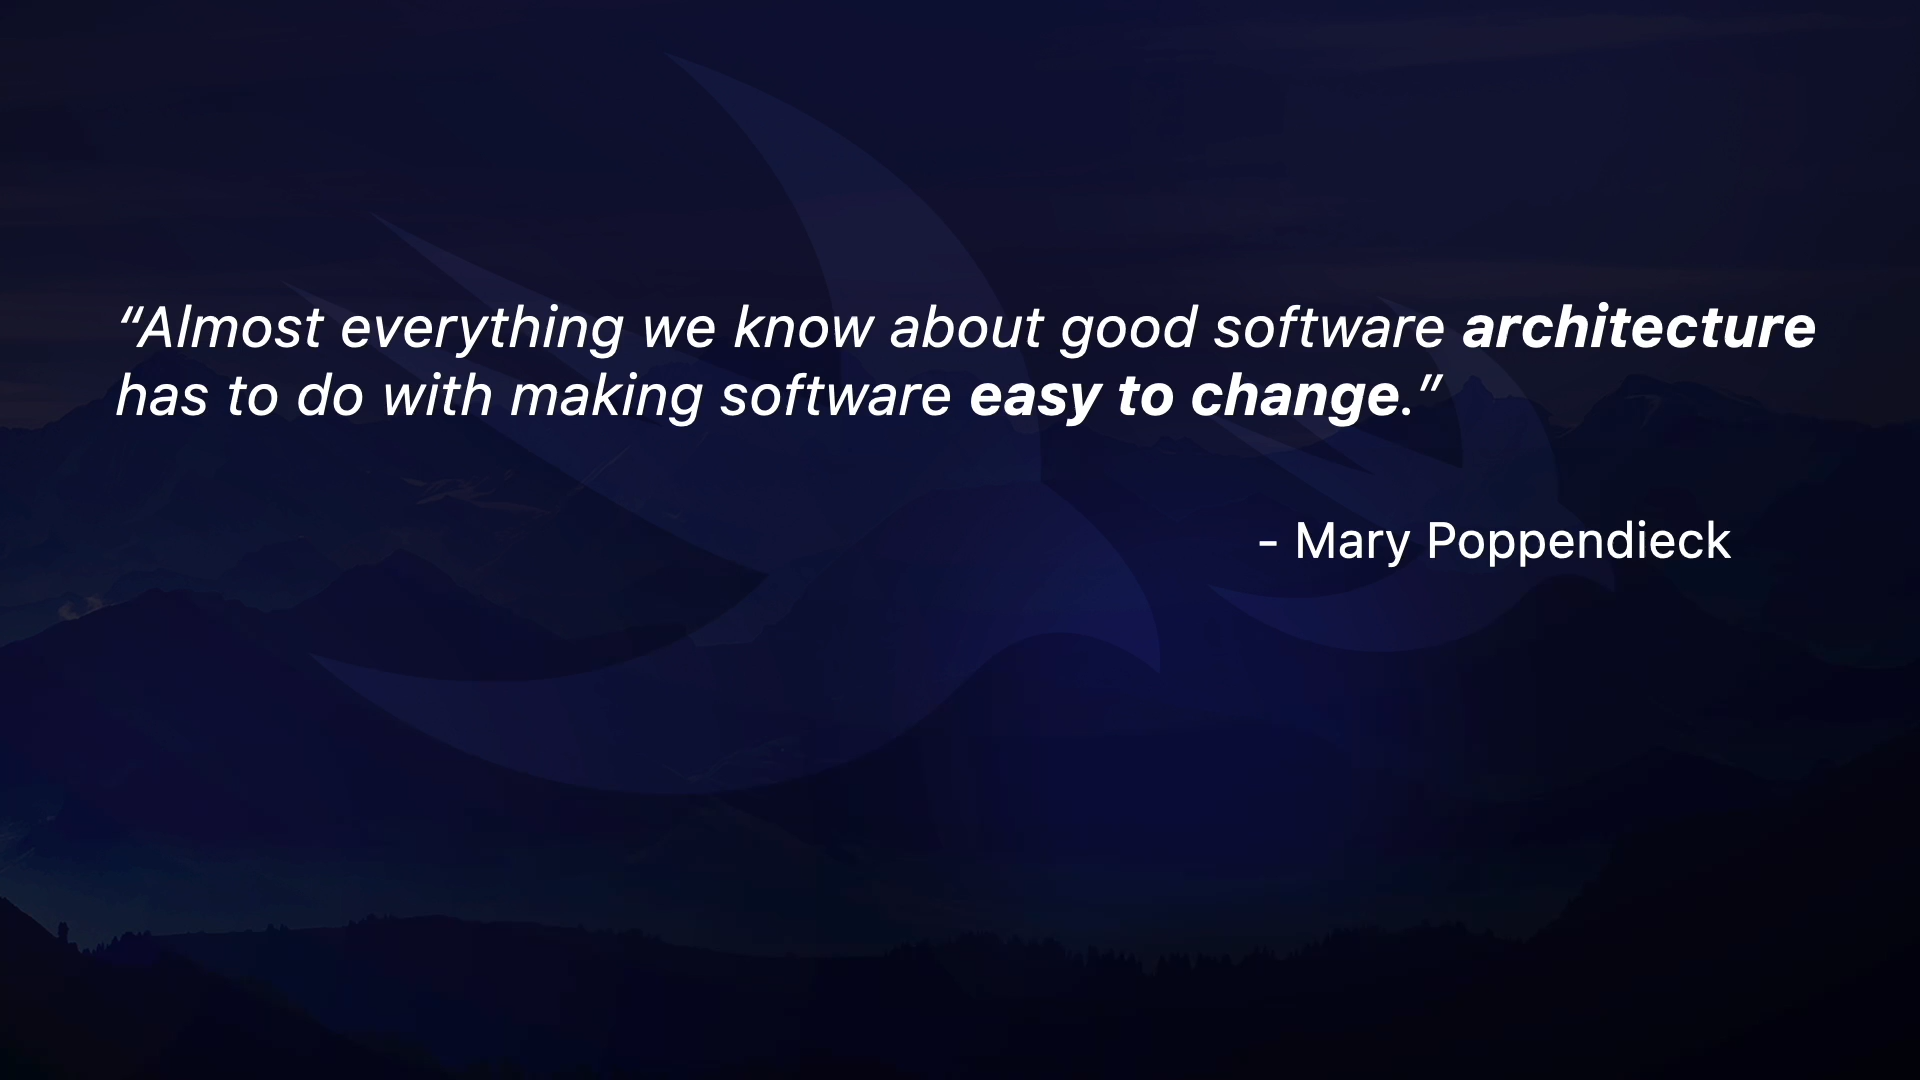 “Almost everything we know about good software architecture
has to do with making software easy to change.”
- Mary Poppendieck